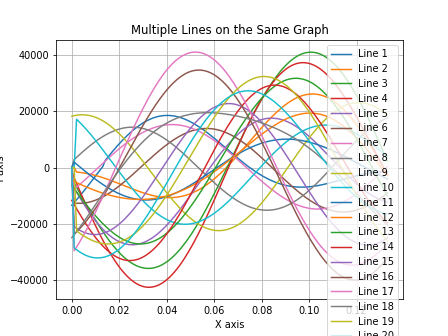 Multiple Lines on the Same Graph
40000
20000
0
−20000
−40000
0.00
0.02
0.04
0.06
0.08
0.10
X axis
Line 1
Line 2
Line 3
Line 4
Line 5
Line 6
Line 7
Line 8
Line 9
Line 10
Line 11
Line 12
Line 13
Line 14
Line 15
Line 16
Line 17
Line 18
Line 19
Line 20